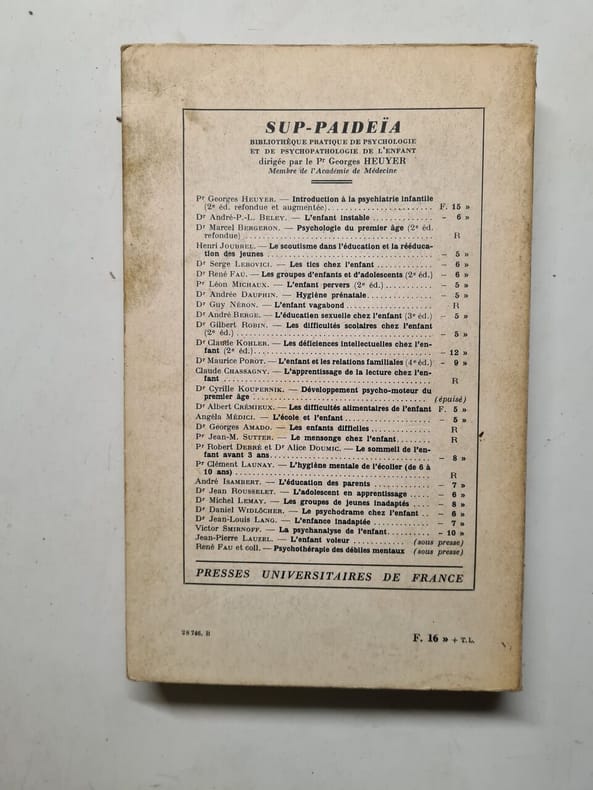 SUP-PAIDEÏA
BIBLIOTHÈQUE PRATIQUE DE PSYCHOLOGIE
ET DE PSYCHOPATHOLOGIE DE L'ENFANT
dirigée par le Pr Georges HEUYER
Membre de l'Académie de Médecine
Pr Georges HEUYER. — Introduction à la psychiatrie infantile
(2e éd. refondue et augmentée)........................ F. 15 »
Dr André-P.-L. BELEY. — L'enfant instable .............. – 6 »
Dr Marcel BERGERON. — Psychologie du premier âge (2e éd.
refondue) ............................................ R
Henri JOUBREL. — Le scoutisme dans l'éducation et la rééduca-
tion des jeunes ........................................ – 5 »
Dr Serge LEBOVICI. — Les tics chez l'enfant ............. – 6 »
Dr René FAU. — Les groupes d'enfants et d'adolescents (2e éd.) – 6 »
Pr Léon MICHAUX. — L'enfant pervers (2e éd.) ........... – 5 »
Dr Andrée DAUPHIN. — Hygiène prénatale................ – 5 »
Dr Guy NÉRON. — L'enfant vagabond .................... R
Dr André BERGE. — L'éducation sexuelle chez l'enfant (3e éd.) – 5 »
Dr Gilbert ROBIN. — Les difficultés scolaires chez l'enfant
(2e éd.) .............................................. – 5 »
Dr Claude KOHLER. — Les déficiences intellectuelles chez l'en-
fant (2e éd.).......................................... – 12 »
Dr Maurice POROT. — L'enfant et les relations familiales (4e éd.) – 9 »
Claude CHASSAGNY. — L'apprentissage de la lecture chez l'en-
fant .................................................. R
Dr Cyrille KOUPERNIK. — Développement psycho-moteur du
premier âge .......................................... (épuisé)
Dr Albert CRÉMIEUX. — Les difficultés alimentaires de l'enfant F. 5 »
Angéla MÉDICI. — L'école et l'enfant .................... – 5 »
Dr Georges AMADO. — Les enfants difficiles .............. R
Pr Jean-M. SUTTER. — Le mensonge chez l'enfant........ R
Pr Robert DEBRÉ et Dr Alice DOUMIC. — Le sommeil de l'en-
fant avant 3 ans........................................ – 8 »
Pr Clément LAUNAY. — L'hygiène mentale de l'écolier (de 6 à
10 ans) ................................................ R
André ISAMBERT. — L'éducation des parents .............. – 7 »
Dr Jean ROUSSELET. — L'adolescent en apprentissage ..... – 6 »
Dr Michel LEMAY. — Les groupes de jeunes inadaptés .... – 8 »
Dr Daniel WIDLÖCHER. — Le psychodrame chez l'enfant .. – 6 »
Dr Jean-Louis LANG. — L'enfance inadaptée .............. – 7 »
Victor SMIRNOFF. — La psychanalyse de l'enfant.......... – 10 »
Jean-Pierre LAUZEL. — L'enfant voleur ............ (sous presse)
René FAU et coll. — Psychothérapie des débiles mentaux (sous presse)
PRESSES UNIVERSITAIRES DE FRANCE
28 746. B
F. 16 » + T. L.